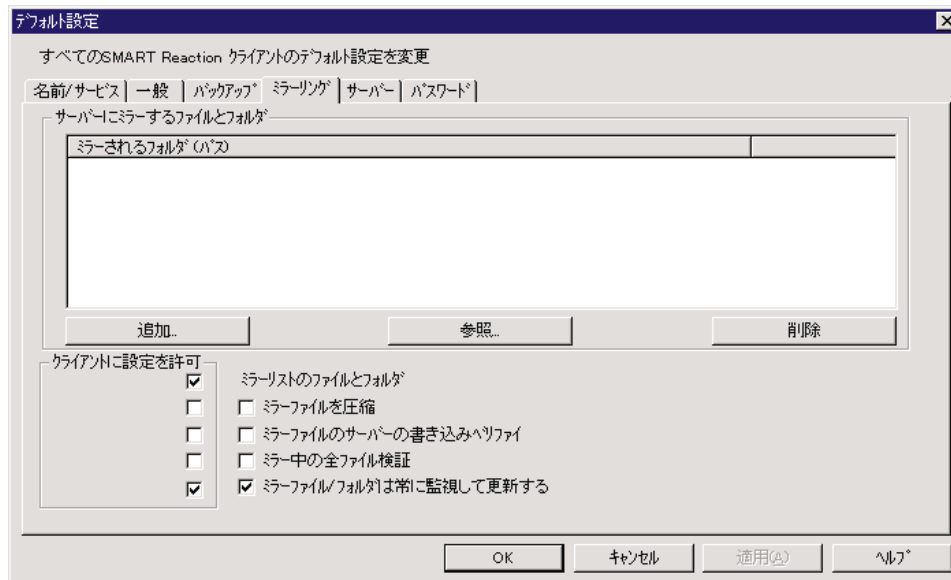 ﾃﾞﾌｫﾙﾄ設定
すべてのSMART Reaction ｸﾗｲｱﾝﾄのﾃﾞﾌｫﾙﾄ設定を変更
名前/ｻｰﾋﾞｽ 一般 ﾊﾞｯｸｱｯﾌﾟ ﾐﾗｰﾘﾝｸﾞ ｻｰﾊﾞｰ ﾊﾟｽﾜｰﾄﾞ
ｻｰﾊﾞｰにﾐﾗｰするﾌｧｲﾙとﾌｫﾙﾀﾞ
ﾐﾗｰされるﾌｫﾙﾀﾞ(ﾊﾟｽ)
追加... 参照... 削除
ｸﾗｲｱﾝﾄに設定を許可
ﾐﾗｰﾘｽﾄのﾌｧｲﾙとﾌｫﾙﾀﾞ
ﾐﾗｰﾌｧｲﾙを圧縮
ﾐﾗｰﾌｧｲﾙのｻｰﾊﾞｰの書き込みﾍﾞﾘﾌｧｲ
ﾐﾗｰ中の全ﾌｧｲﾙ検証
ﾐﾗｰﾌｧｲﾙ/ﾌｫﾙﾀﾞは常に監視して更新する
OK ｷｬﾝｾﾙ 適用(A) ﾍﾙﾌﾟ